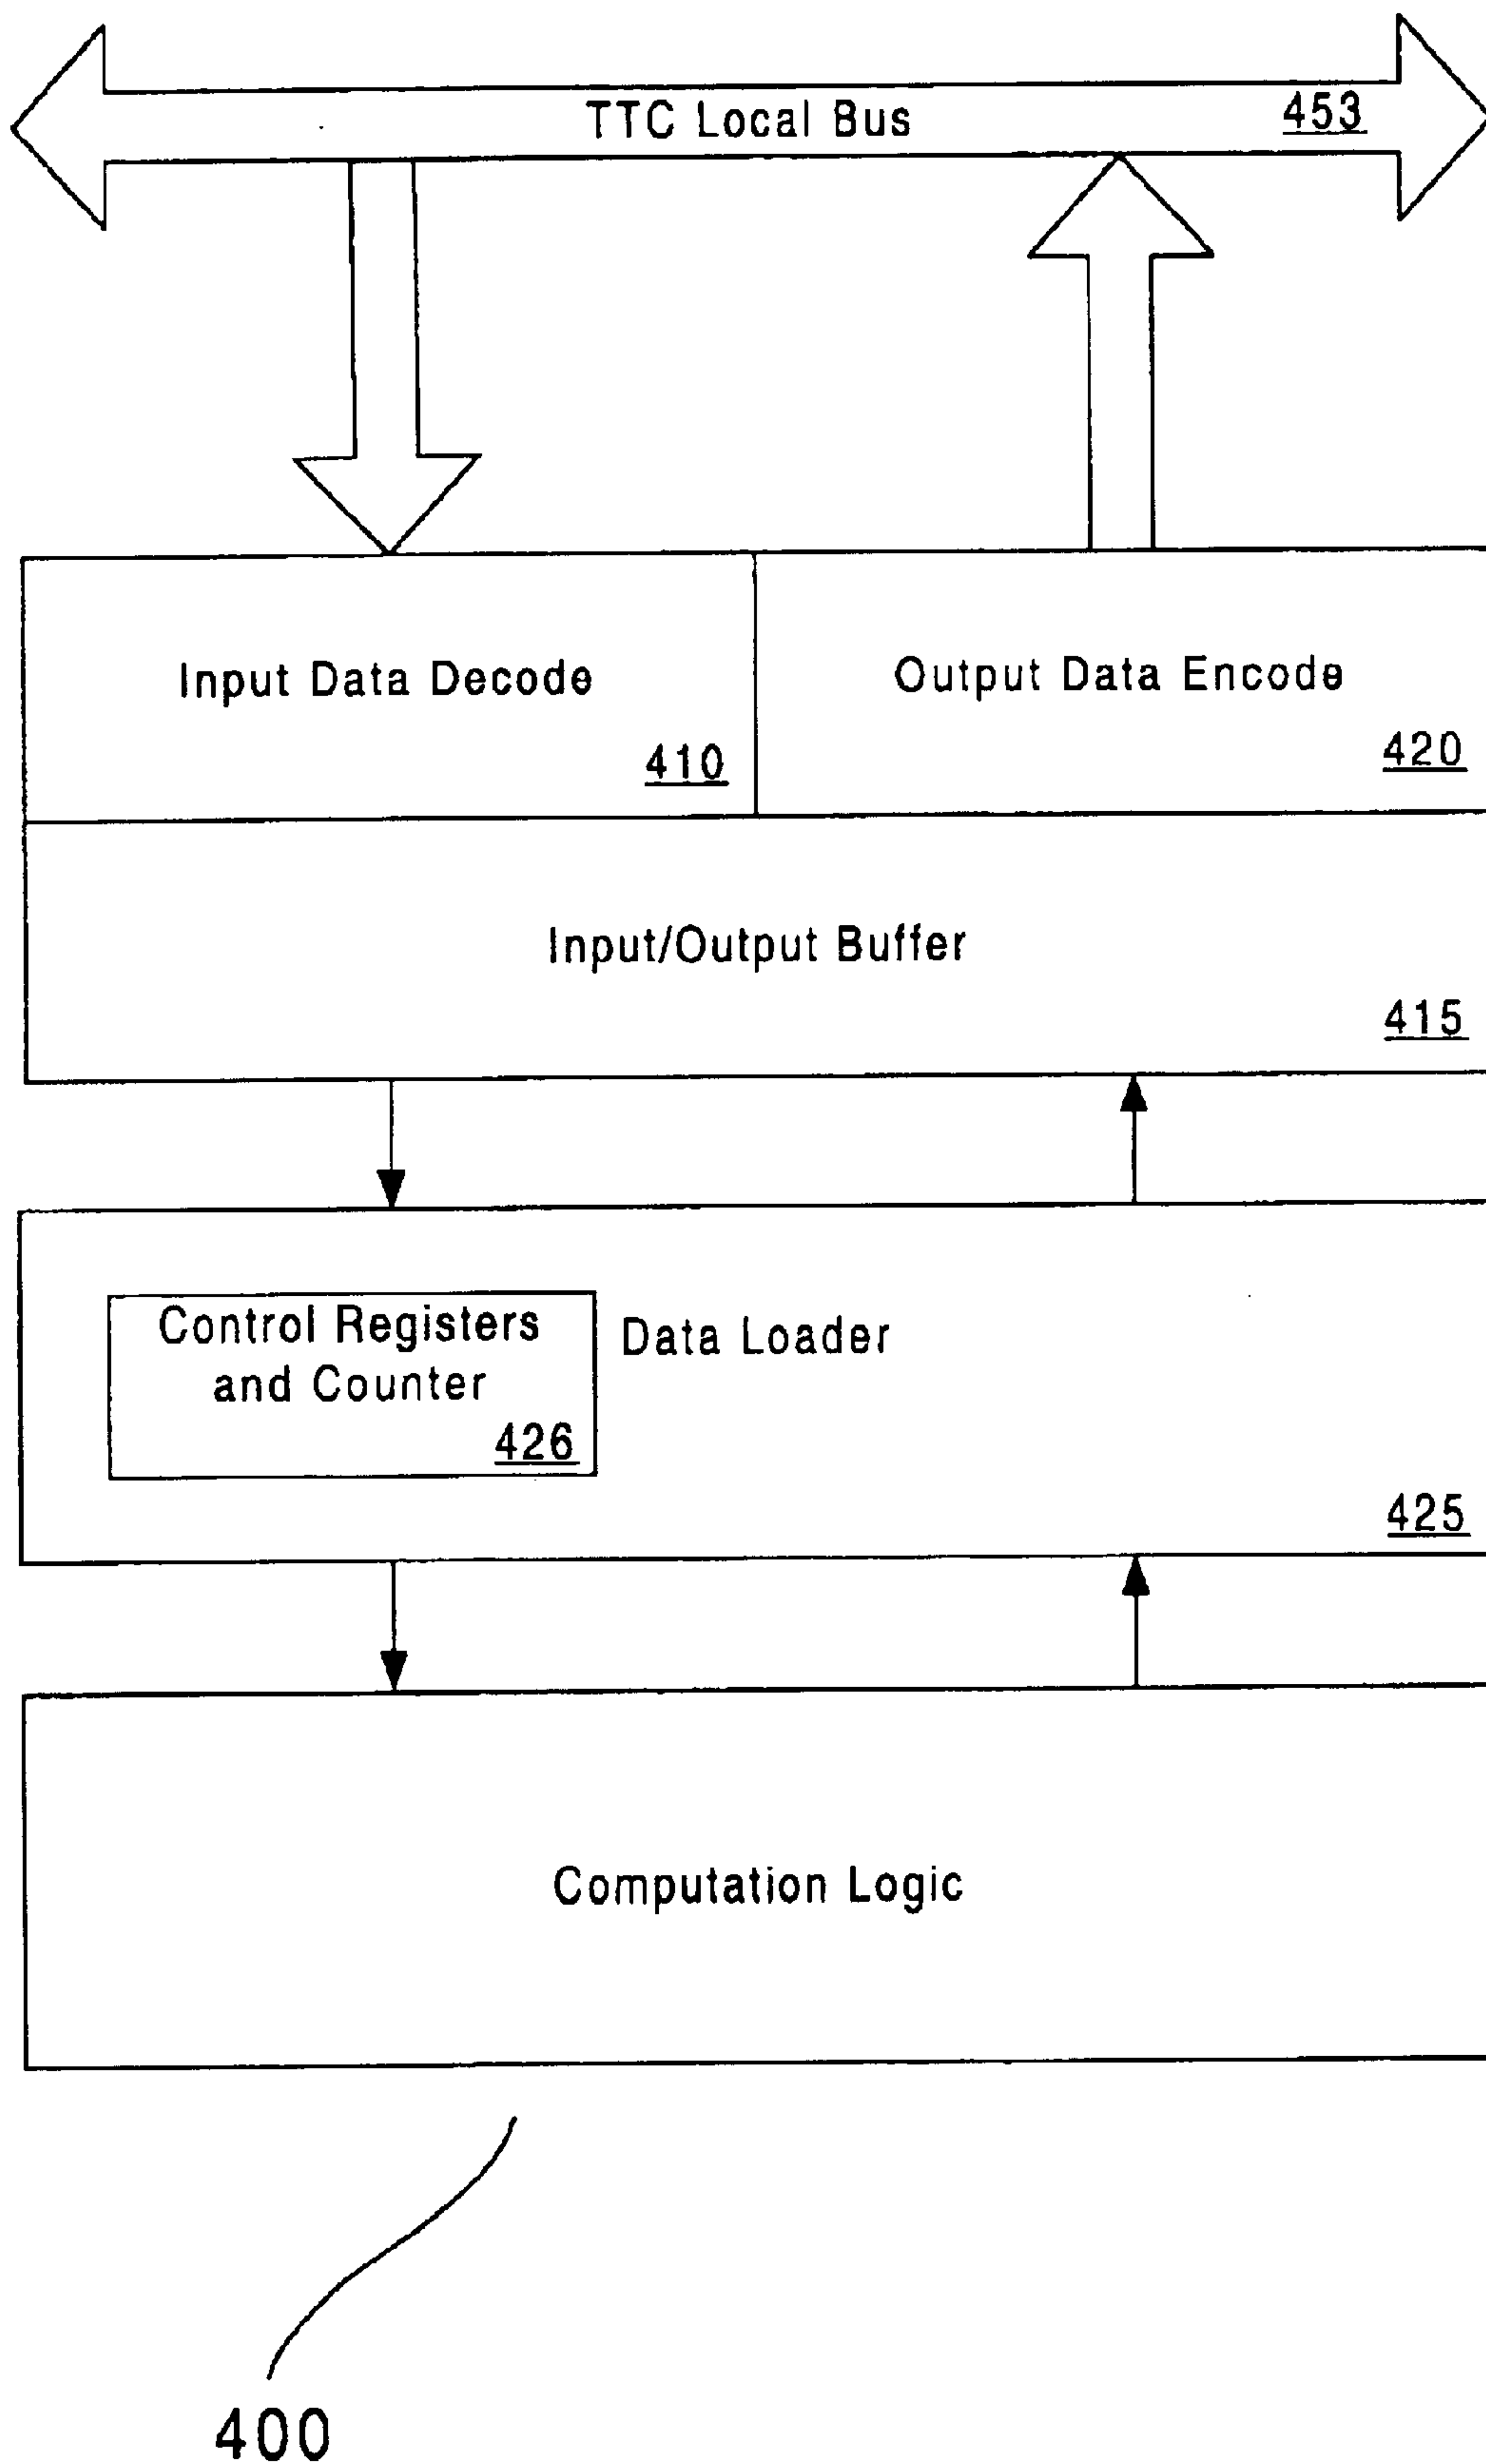 TTC Local Bus
453
Input Data Decode
410
Output Data Encode
420
Input/Output Buffer
415
Control Registers
and Counter
426
Data Loader
425
Computation Logic
400